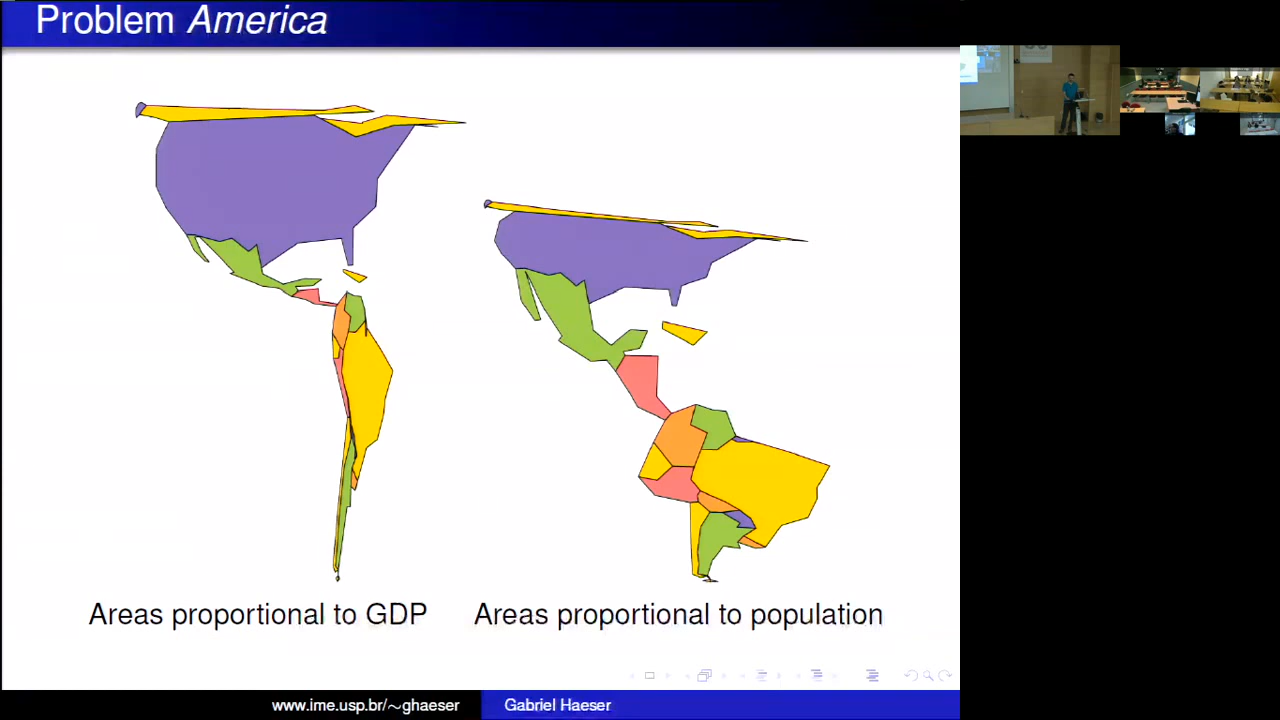 Problem America
Areas proportional to GDP
Areas proportional to population
www.ime.usp.br/~ghaeser
Gabriel Haeser